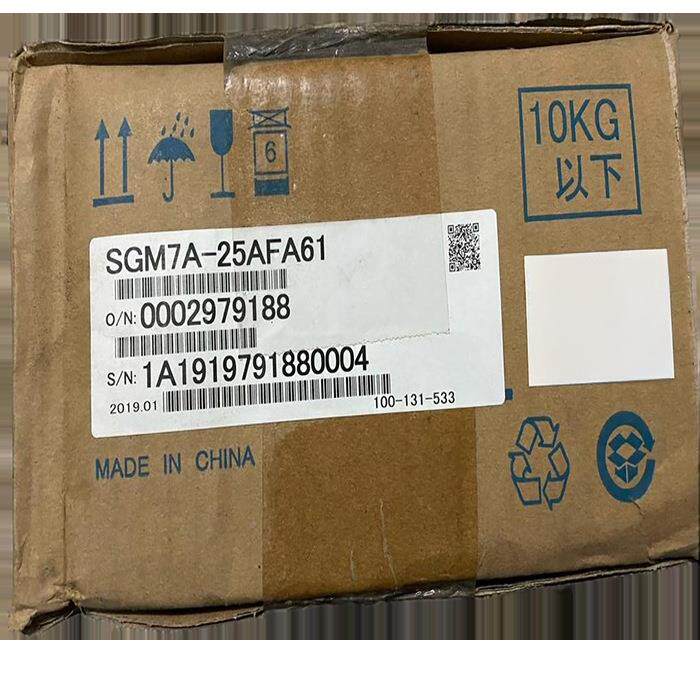 6
10KG
以下
SGM7A-25AFA61
O/N: 0002979188
S/N: 1A1919791880004
2019.01
100-131-533
MADE IN CHINA